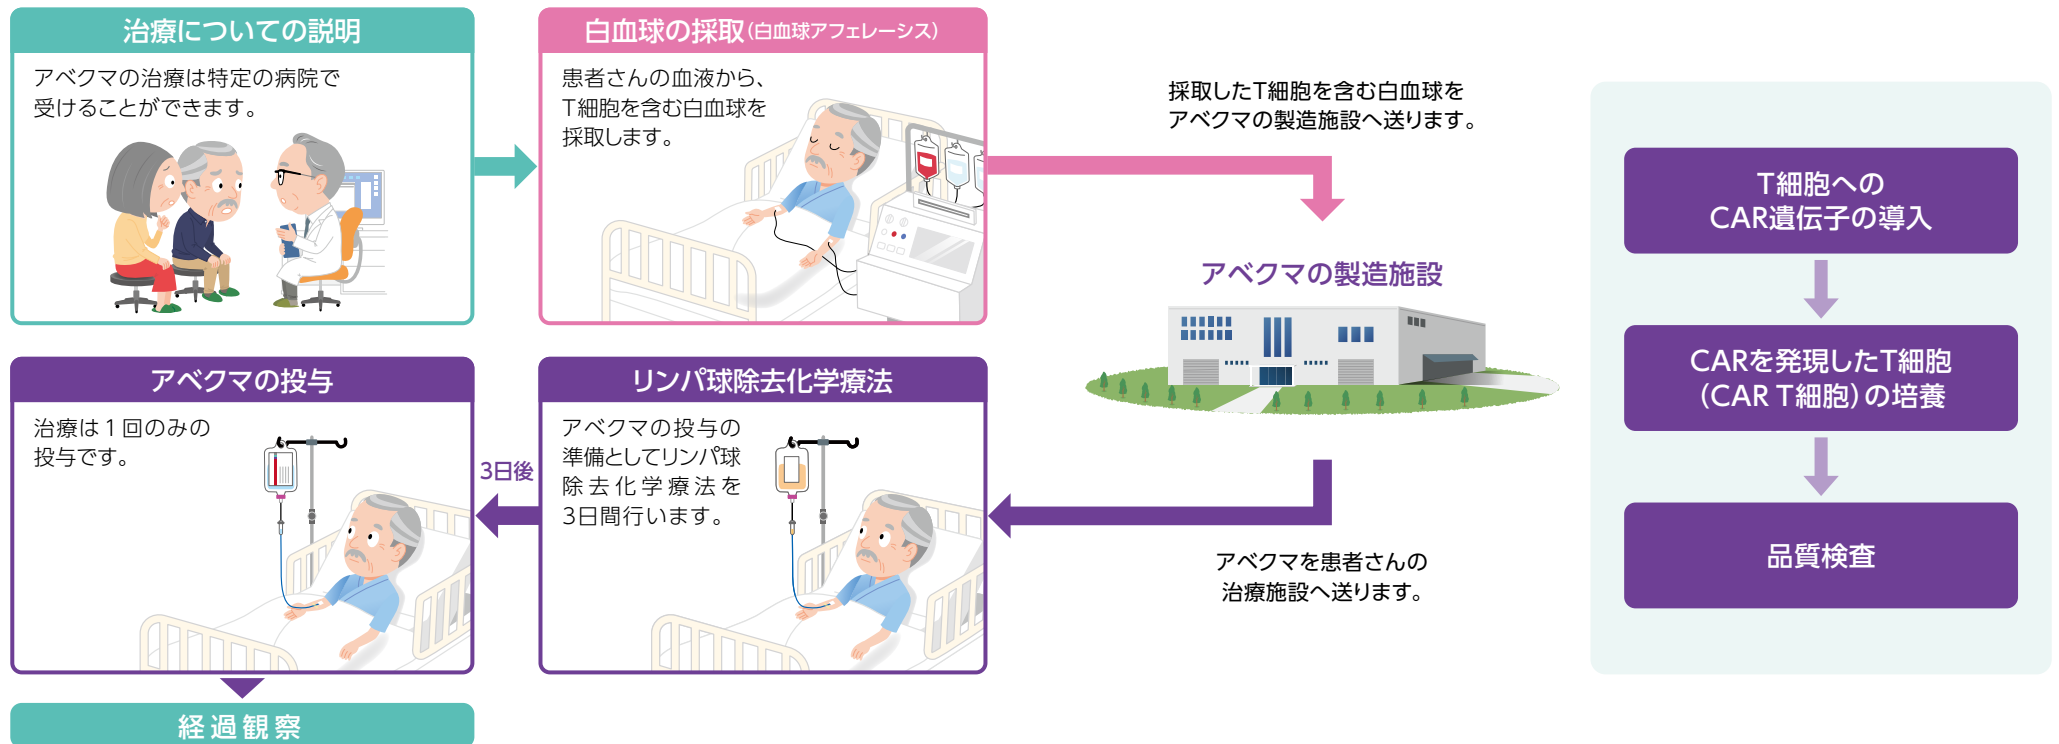 治療についての説明
アベクマの治療は特定の病院で
受けることができます。
白血球の採取(白血球アフェレーシス)
患者さんの血液から、
T細胞を含む白血球を
採取します。
採取したT細胞を含む白血球を
アベクマの製造施設へ送ります。
アベクマの製造施設
T細胞への
CAR遺伝子の導入
CARを発現したT細胞
(CAR T細胞)の培養
品質検査
アベクマを患者さんの
治療施設へ送ります。
リンパ球除去化学療法
アベクマの投与の
準備としてリンパ球
除去化学療法を
3日間行います。
3日後
アベクマの投与
治療は1回のみの
投与です。
経過観察